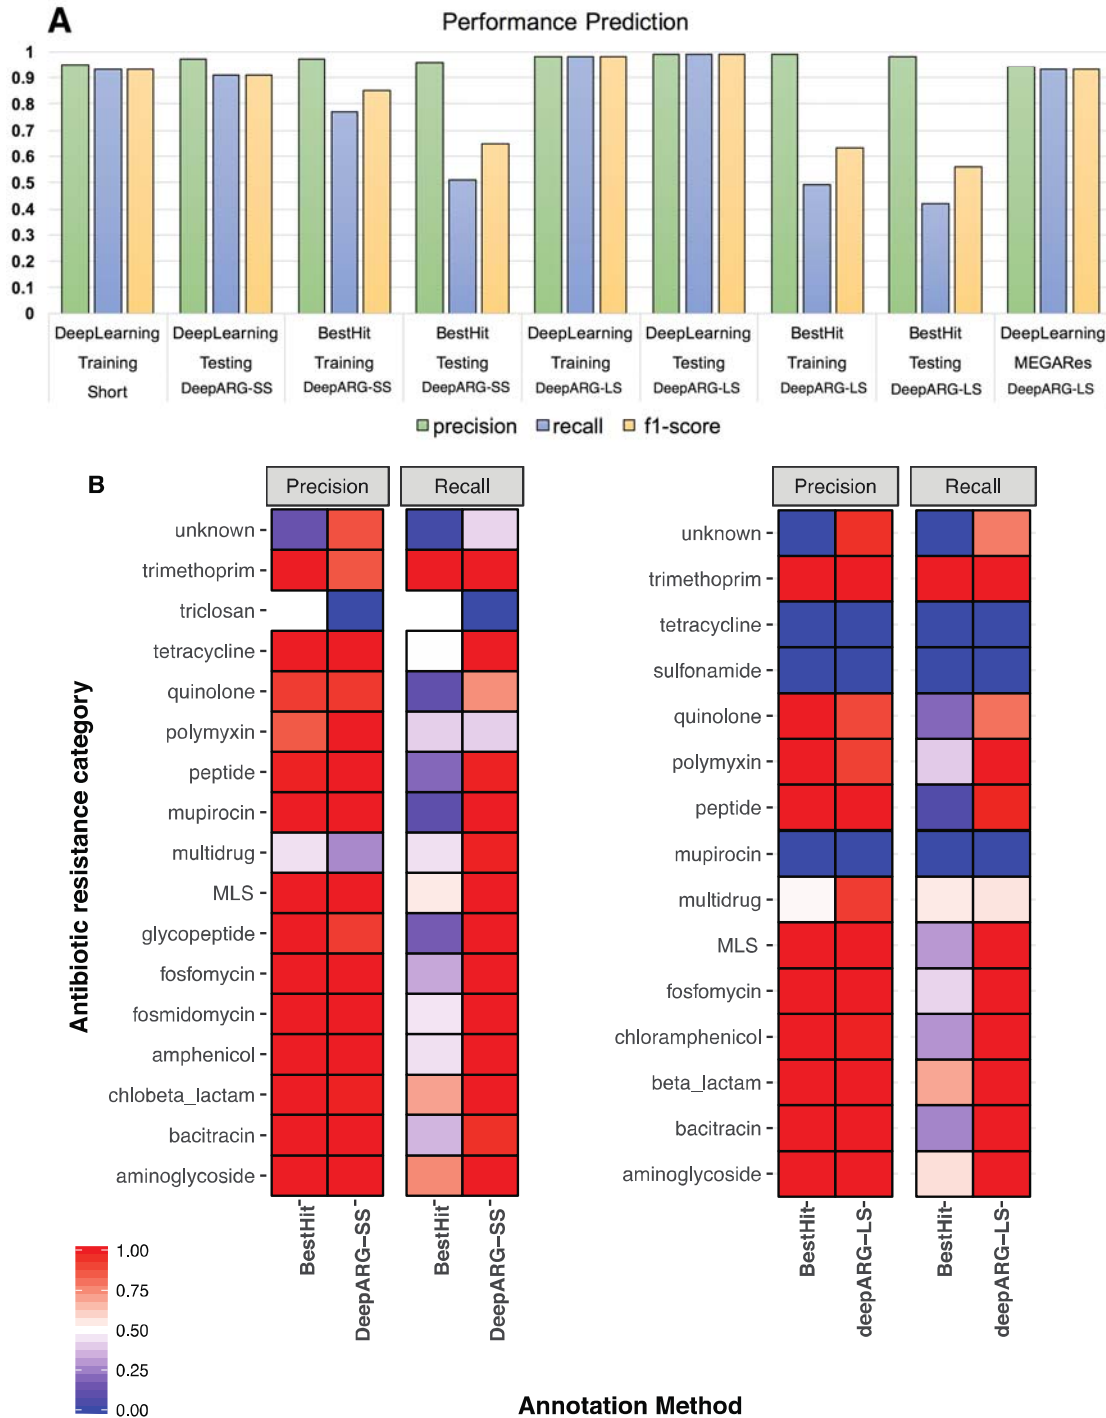 A
Performance Prediction
1
0.9
0.8
0.7
0.6
0.5
0.4
0.3
0.2
0.1
0
DeepLearning DeepLearning BestHit BestHit DeepLearning DeepLearning BestHit BestHit DeepLearning
Training Testing Training Testing Training Testing Training Testing MEGARes
Short DeepARG-SS DeepARG-SS DeepARG-SS DeepARG-LS DeepARG-LS DeepARG-LS DeepARG-LS DeepARG-LS
precision recall f1-score
B
Precision Recall
unknown
trimethoprim
triclosan
tetracycline
quinolone
polymyxin
peptide
mupirocin
multidrug
MLS
glycopeptide
fosfomycin
fosmidomycin
amphenicol
chlobeta_lactam
bacitracin
aminoglycoside
BestHit
DeepARG-SS
BestHit
DeepARG-SS
Precision Recall
unknown
trimethoprim
tetracycline
sulfonamide
quinolone
polymyxin
peptide
mupirocin
multidrug
MLS
fosfomycin
chloramphenicol
beta_lactam
bacitracin
aminoglycoside
BestHit
deepARG-LS
BestHit
deepARG-LS
Antibiotic resistance category
1.00
0.75
0.50
0.25
0.00
Annotation Method